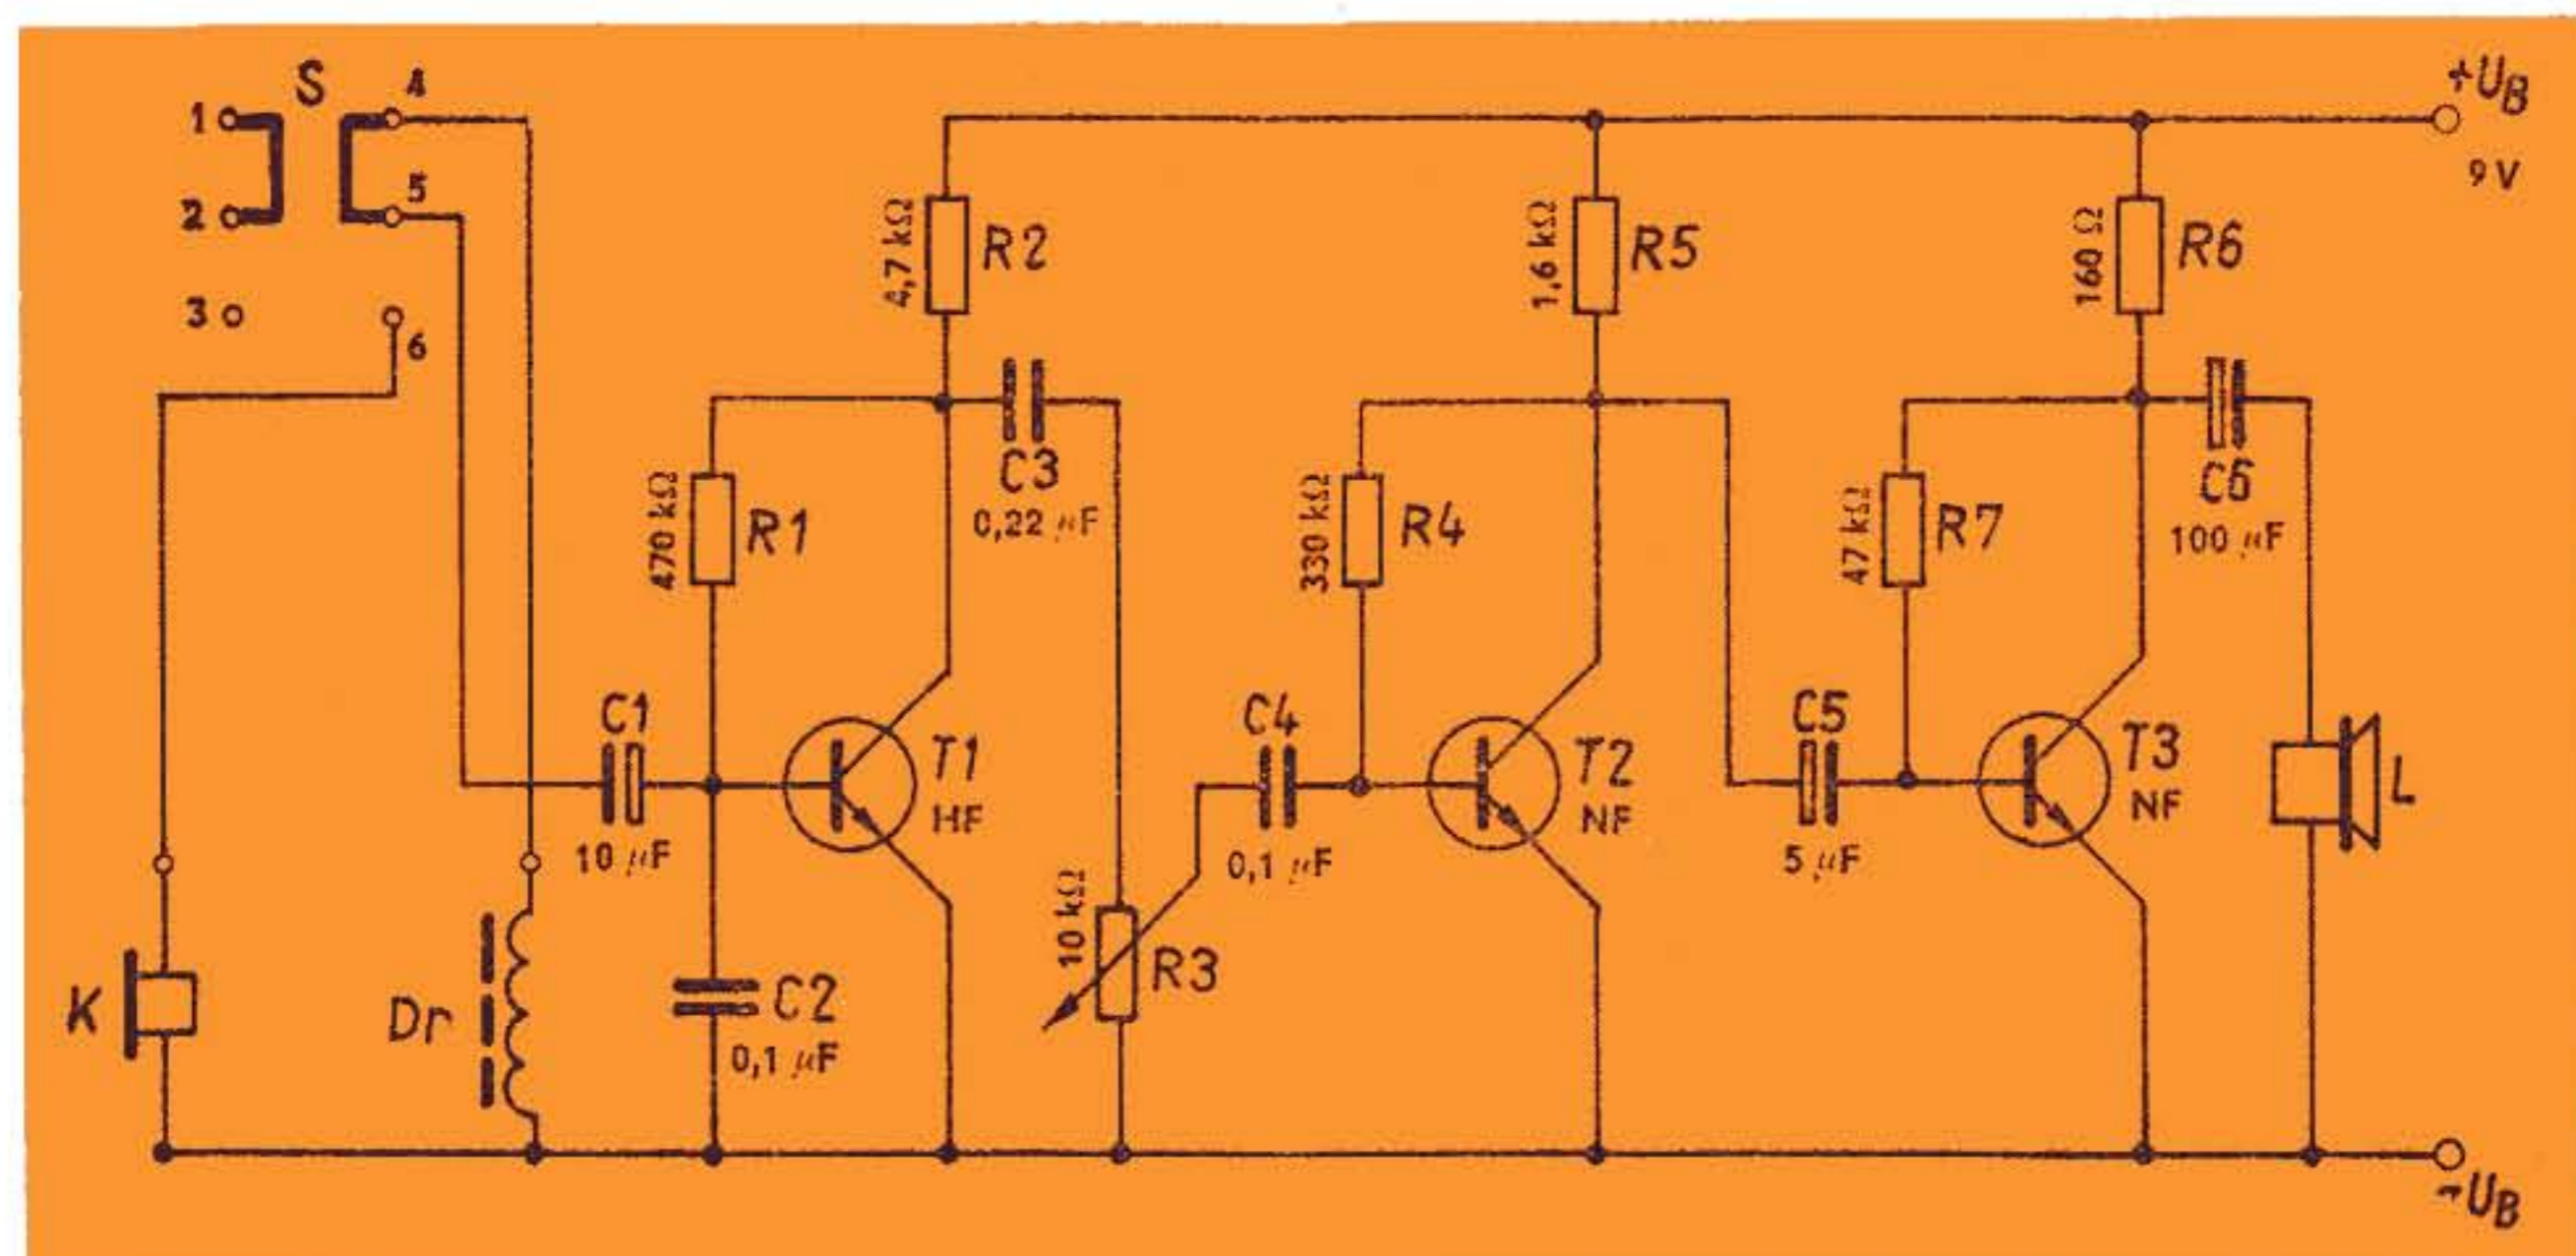 S
1
4
2
5
3
6
+UB
9 V
4,7 kΩ
R2
1,6 kΩ
R5
160 Ω
R6
470 kΩ
R1
C3
0,22 µF
330 kΩ
R4
47 kΩ
R7
C6
100 µF
C1
10 µF
T1
HF
C4
0,1 µF
T2
NF
C5
5 µF
T3
NF
L
K
Dr
C2
0,1 µF
10 kΩ
R3
-UB